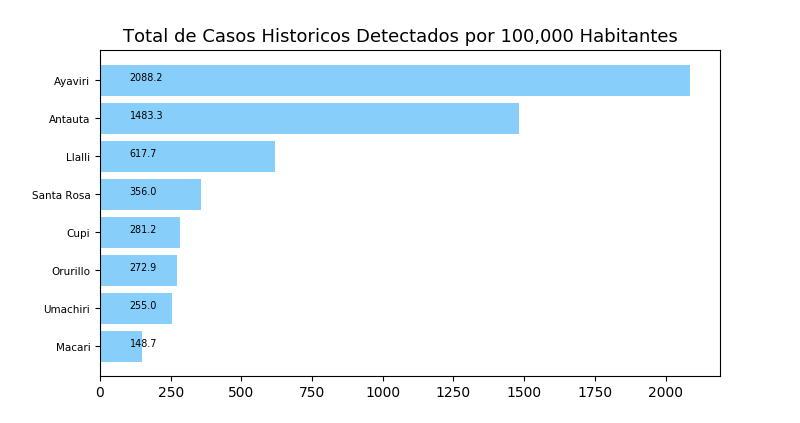 Total de Casos Historicos Detectados por 100,000 Habitantes
Ayaviri 2088.2
Antauta 1483.3
Llalli 617.7
Santa Rosa 356.0
Cupi 281.2
Orurillo 272.9
Umachiri 255.0
Macari 148.7
0 250 500 750 1000 1250 1500 1750 2000